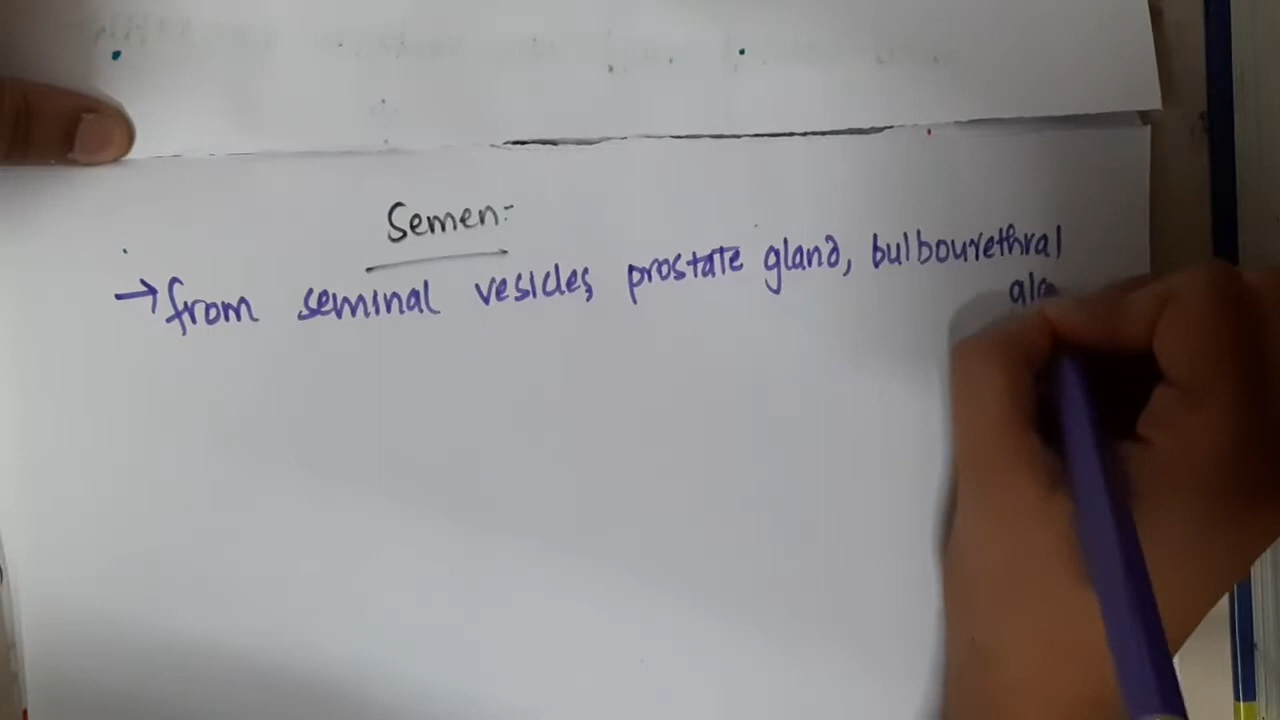 Semen:-
→ from seminal vesicles, prostate gland, bulbourethral